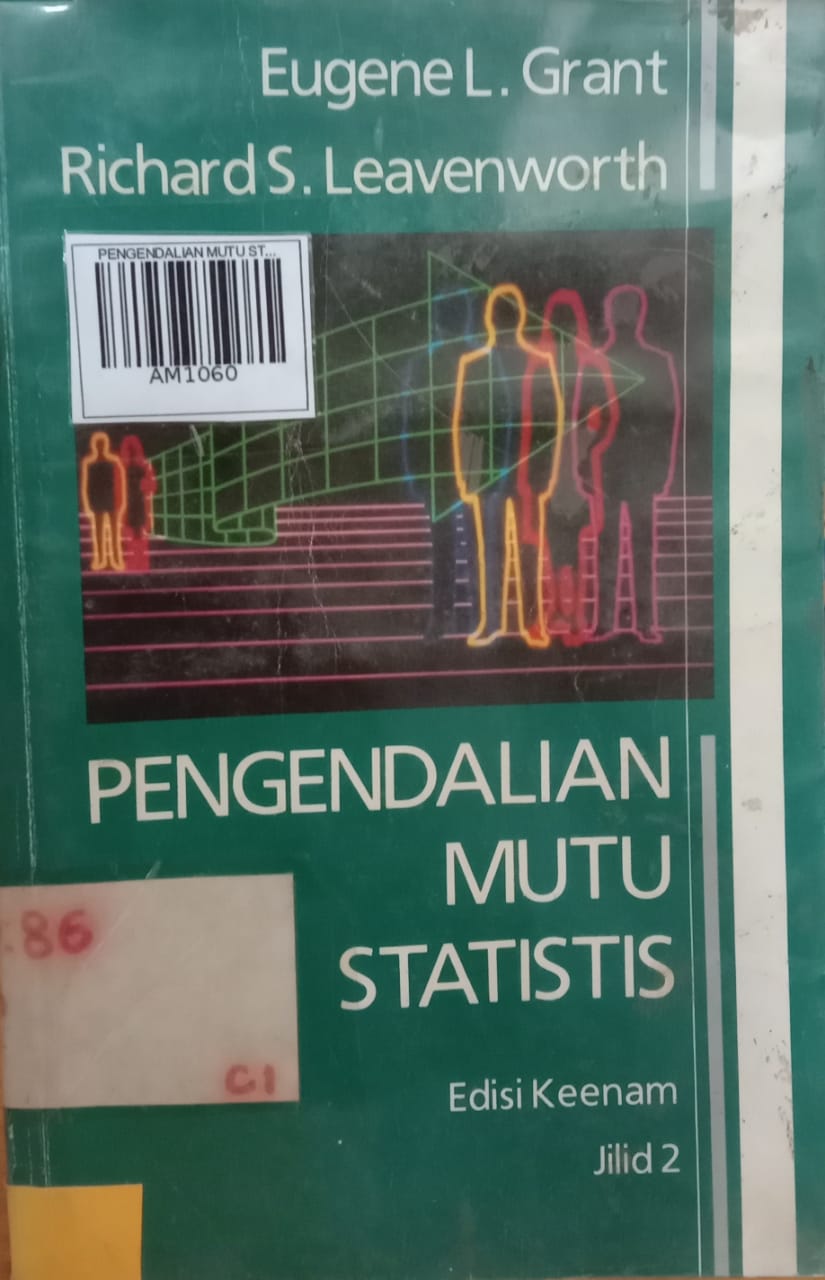 Eugene L. Grant
Richard S. Leavenworth
PENGENDALIAN MUTU ST...
AM1060
PENGENDALIAN
MUTU
STATISTIS
.86
C1
Edisi Keenam
Jilid 2